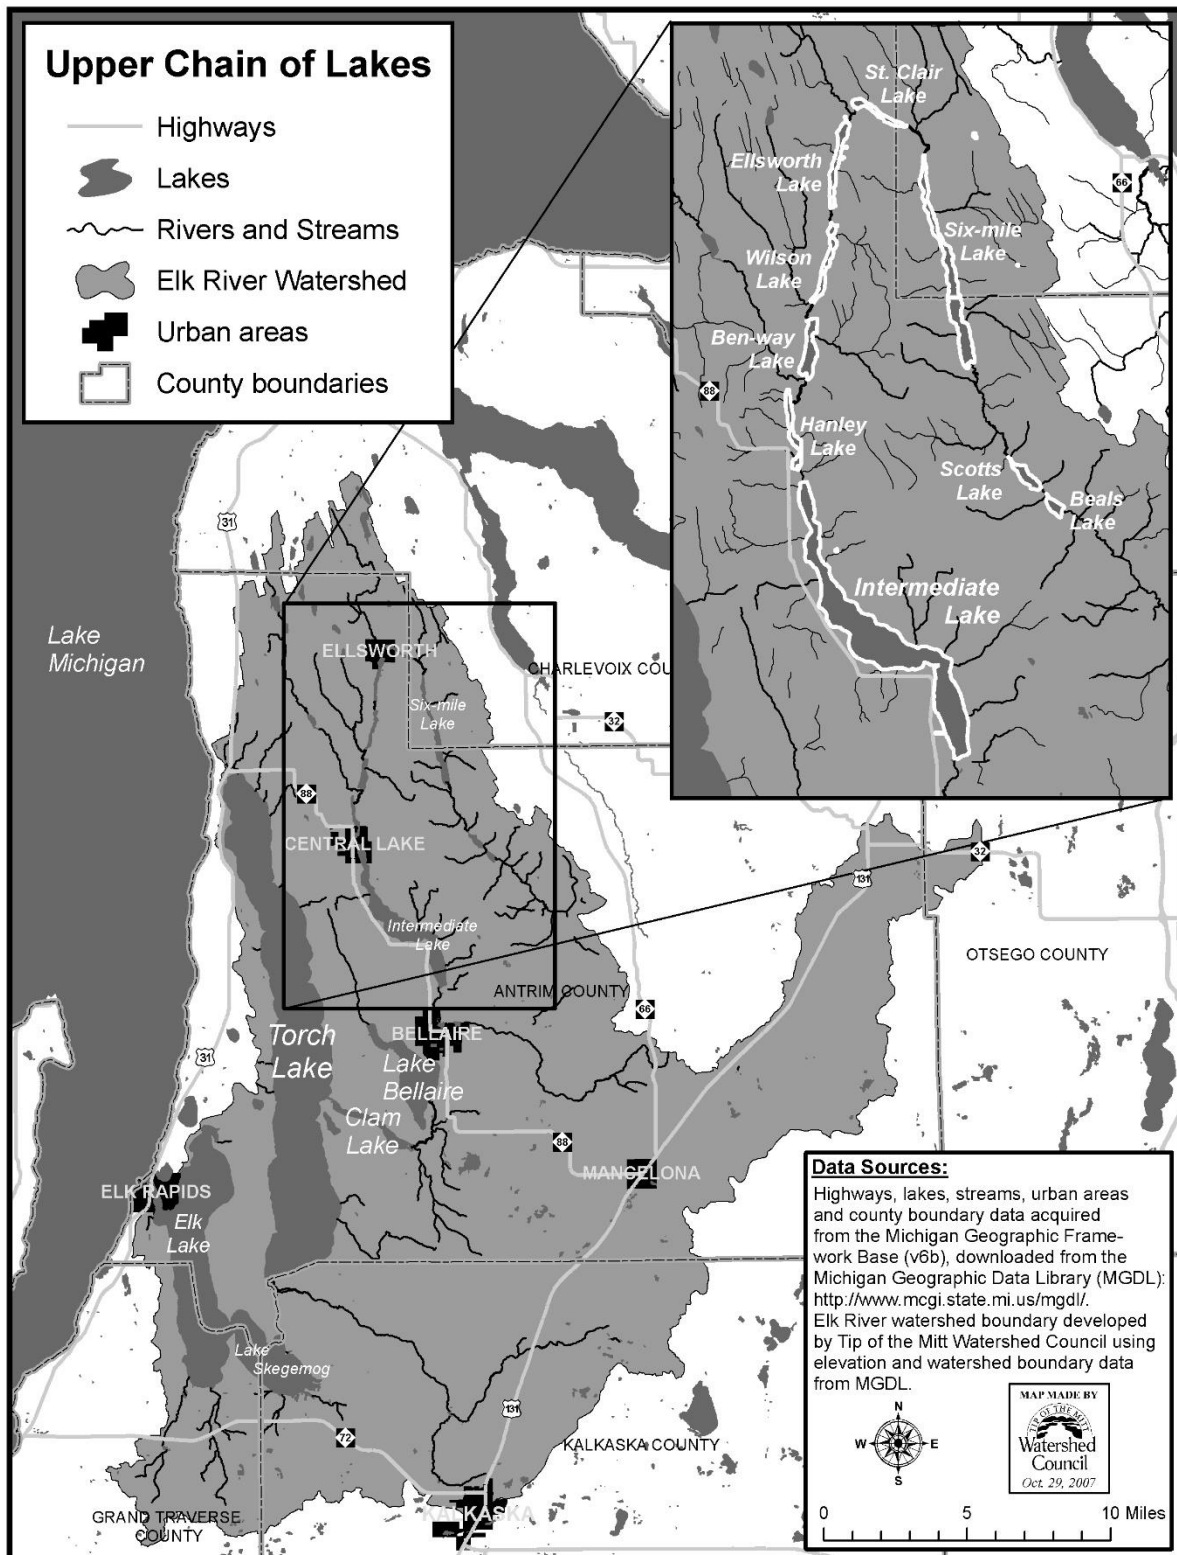 Upper Chain of Lakes
Highways
Lakes
Rivers and Streams
Elk River Watershed
Urban areas
County boundaries
St. Clair
Lake
Ellsworth
Lake
66
Six-mile
Lake
Wilson
Lake
Ben-way
Lake
88
Hanley
Lake
Scotts
Lake
Beals
Lake
Intermediate
Lake
31
Lake
Michigan
ELLSWORTH
CHARLEVOIX COU
Six-mile
Lake
32
88
CENTRAL LAKE
32
131
Intermediate
Lake
OTSEGO COUNTY
ANTRIM COUNTY
66
BELLAIRE
Torch
Lake
31
Lake
Bellaire
Clam
Lake
88
MANCELONA
ELK RAPIDS
Elk
Lake
Lake
Skegemog
131
72
KALKASKA COUNTY
GRAND TRAVERSE
COUNTY
KALKASKA
Data Sources:
Highways, lakes, streams, urban areas
and county boundary data acquired
from the Michigan Geographic Frame-
work Base (v6b), downloaded from the
Michigan Geographic Data Library (MGDL):
http://www.mcgi.state.mi.us/mgdl/.
Elk River watershed boundary developed
by Tip of the Mitt Watershed Council using
elevation and watershed boundary data
from MGDL.
N
W E
S
MAP MADE BY
TIP OF THE MITT
Watershed
Council
Oct. 29, 2007
0 5 10 Miles